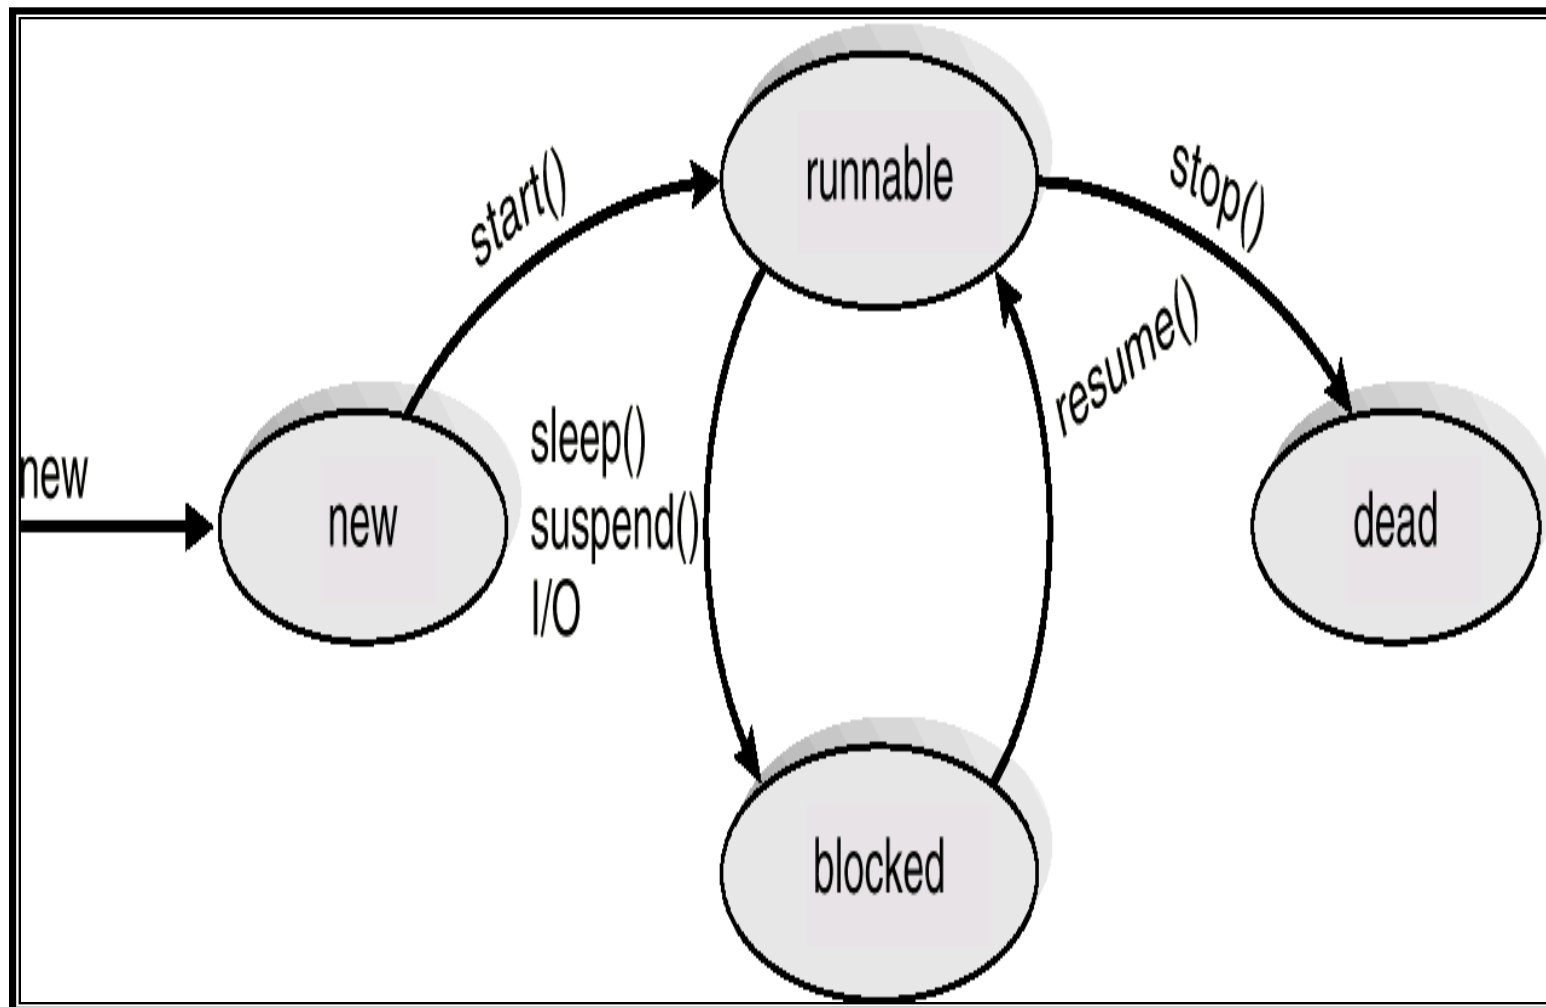 runnable
start()
stop()
resume()
sleep()
suspend()
I/O
new
new
dead
blocked